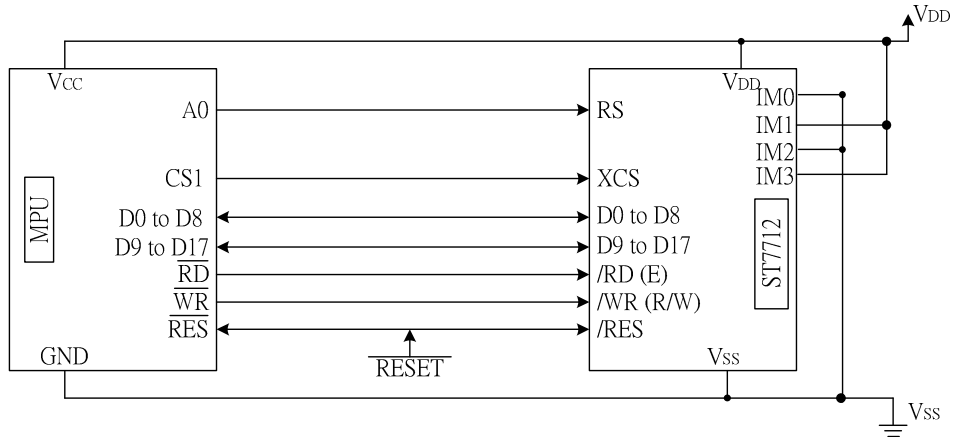 VDD
VCC
A0
CS1
D0 to D8
D9 to D17
RD
WR
RES
GND
MPU
RESET
VDD
IM0
IM1
IM2
IM3
RS
XCS
D0 to D8
D9 to D17
/RD (E)
/WR (R/W)
/RES
VSS
ST7712
VSS